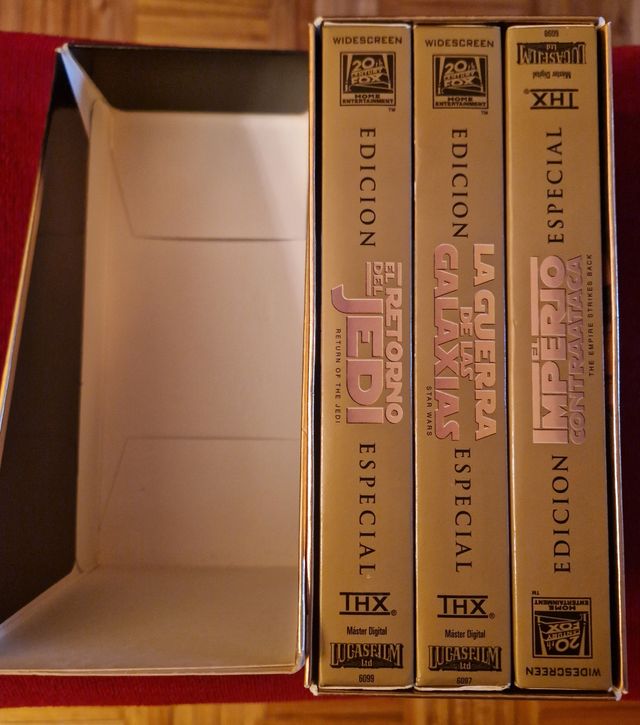 WIDESCREEN
20th
CENTURY
FOX
HOME
ENTERTAINMENT
TM
EDICION
EL RETORNO
DEL
JEDI
RETURN OF THE JEDI
ESPECIAL
THX®
Máster Digital
LUCASFILM
Ltd
6099
WIDESCREEN
20th
CENTURY
FOX
HOME
ENTERTAINMENT
TM
EDICION
LA GUERRA
DE LAS
GALAXIAS
STAR WARS
ESPECIAL
THX®
Máster Digital
LUCASFILM
Ltd
6097
WIDESCREEN
20th
CENTURY
FOX
HOME
ENTERTAINMENT
TM
EDICION
EL
IMPERIO
CONTRAATACA
THE EMPIRE STRIKES BACK
ESPECIAL
THX
Máster Digital
LUCASFILM
Ltd
6098